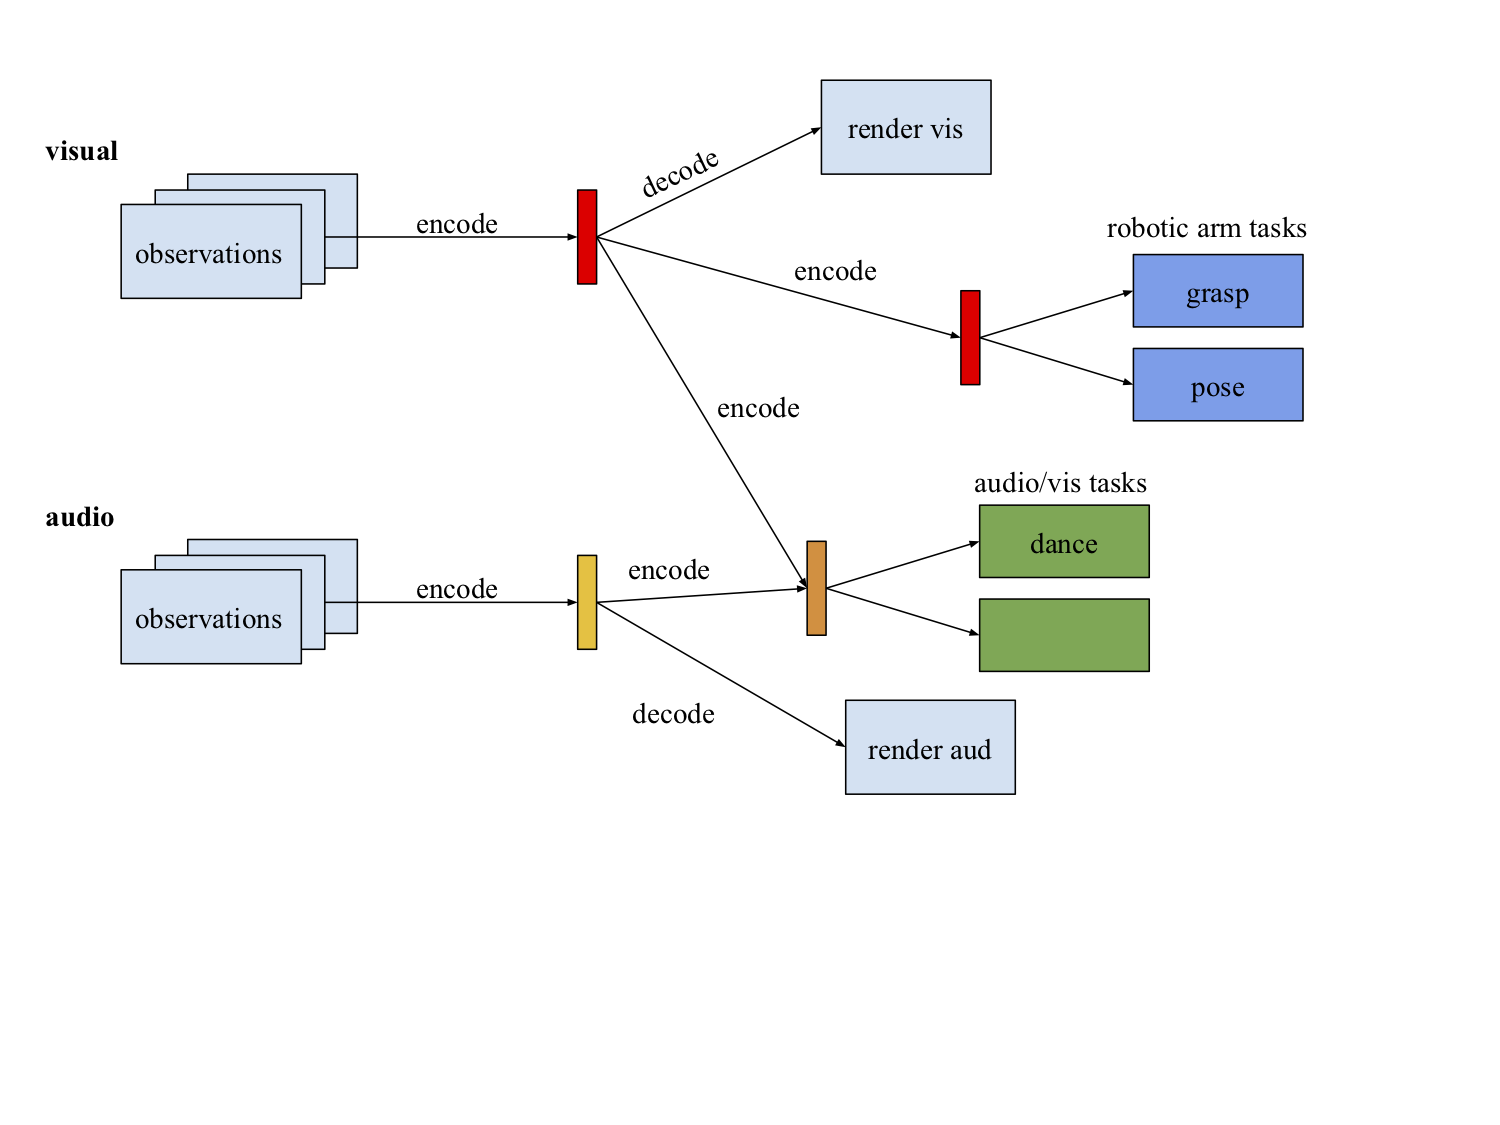 visual
observations
encode
decode
render vis
encode
robotic arm tasks
grasp
pose
encode
audio
observations
encode
encode
decode
audio/vis tasks
dance
render aud